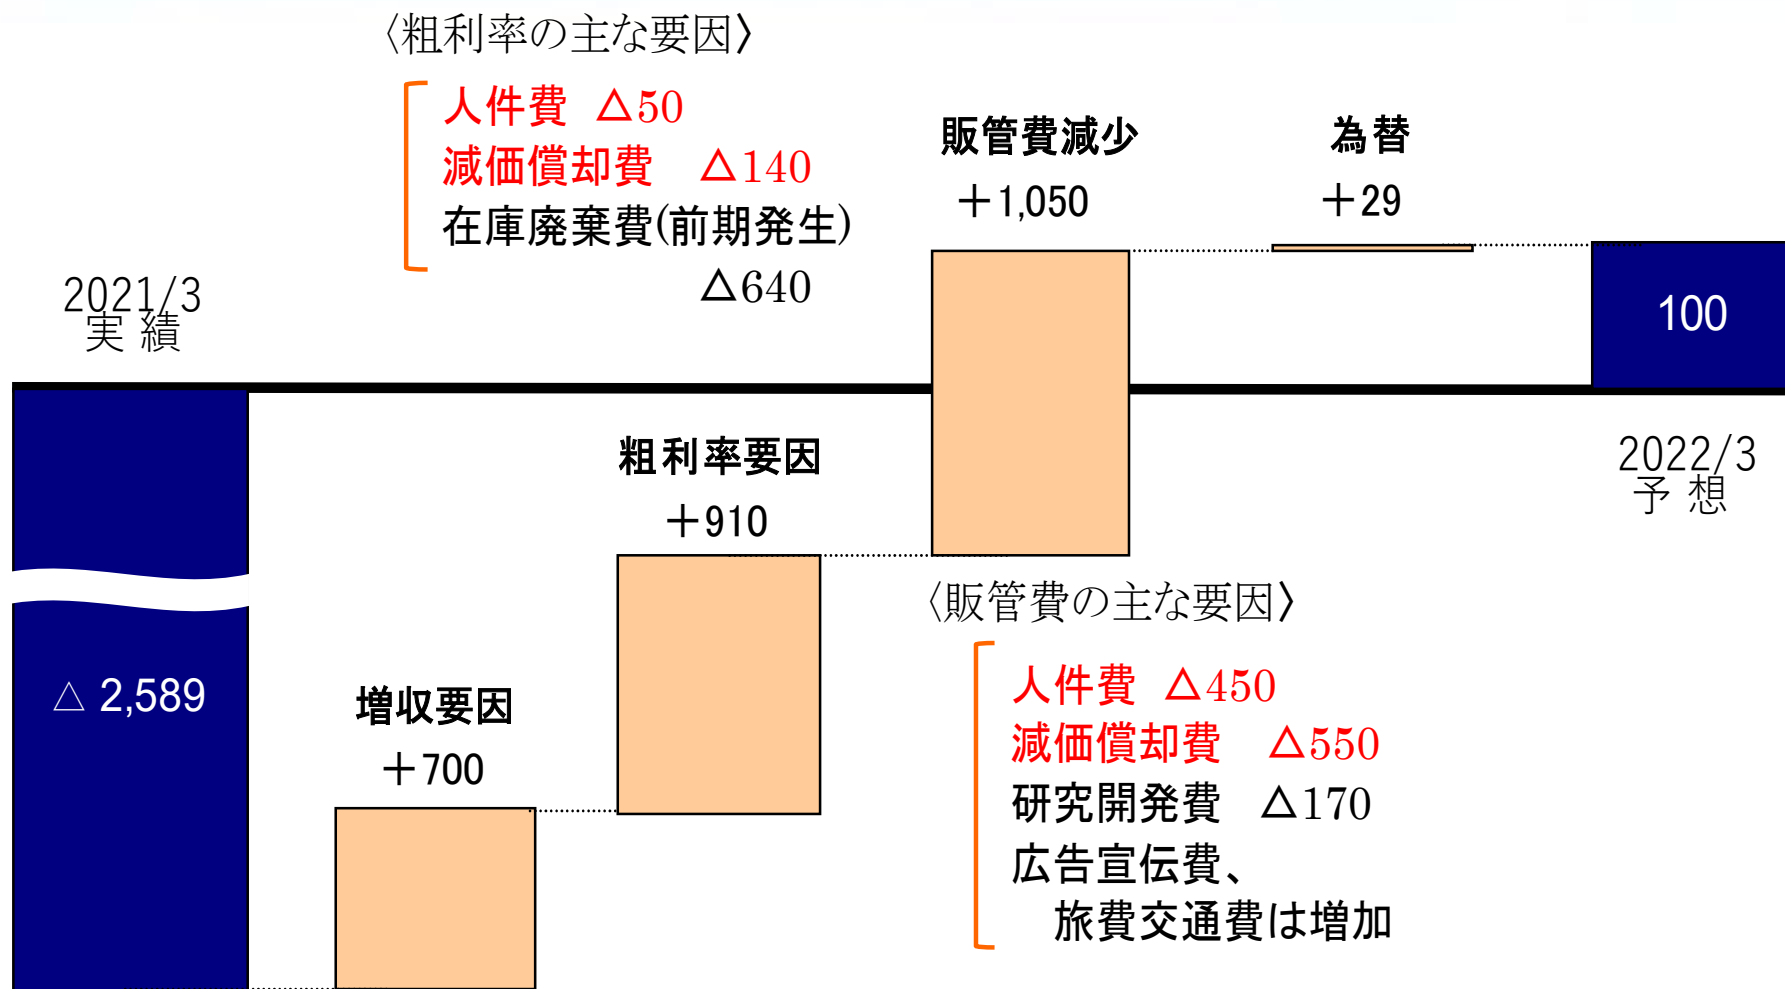 〈粗利率の主な要因〉
人件費 △50
減価償却費 △140
在庫廃棄費(前期発生)
△640
販管費減少
＋1,050
為替
＋29
2021/3
実 績
100
2022/3
予 想
粗利率要因
＋910
〈販管費の主な要因〉
人件費 △450
減価償却費 △550
研究開発費 △170
広告宣伝費、
旅費交通費は増加
△ 2,589
増収要因
＋700